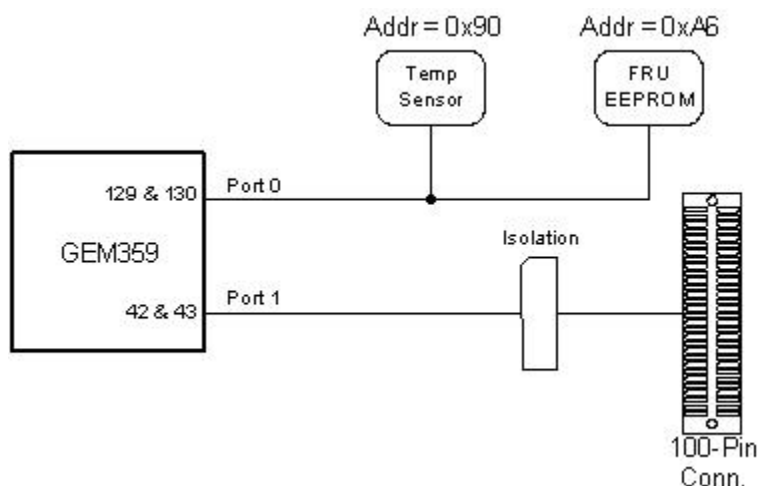 Addr = 0x90
Addr = 0xA6
Temp
Sensor
FRU
EEPROM
129 & 130
Port 0
GEM359
Isolation
42 & 43
Port 1
100-Pin
Conn.